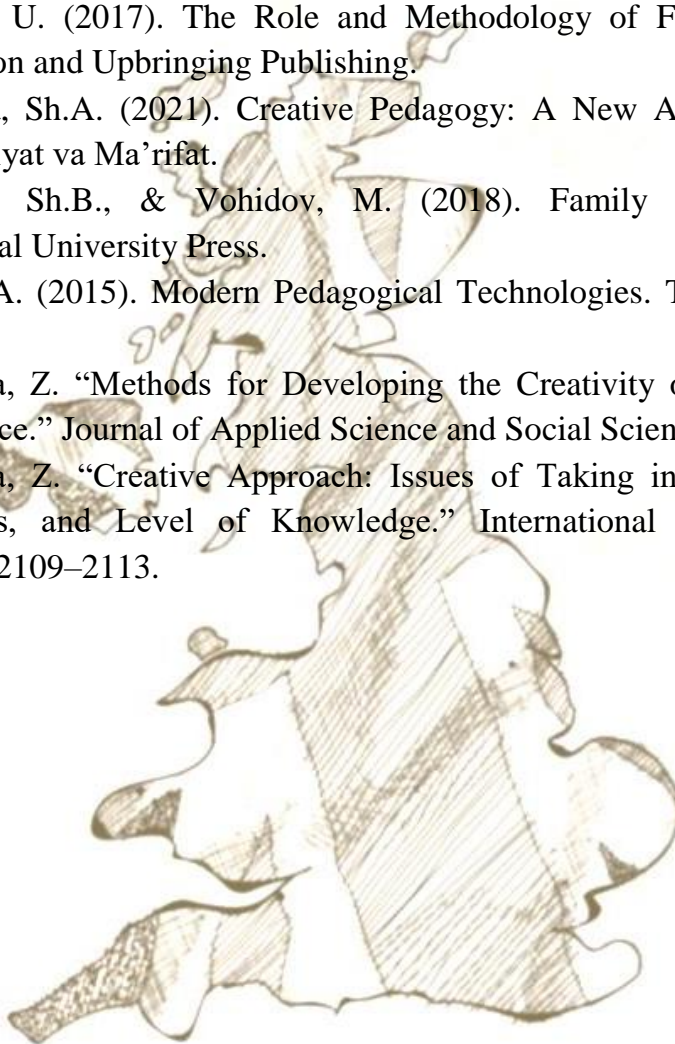 U. (2017). The Role and Methodology of F
on and Upbringing Publishing.
, Sh.A. (2021). Creative Pedagogy: A New A
yat va Ma’rifat.
Sh.B., & Vohidov, M. (2018). Family
al University Press.
A. (2015). Modern Pedagogical Technologies. T
a, Z. “Methods for Developing the Creativity o
ce.” Journal of Applied Science and Social Scien
a, Z. “Creative Approach: Issues of Taking in
s, and Level of Knowledge.” International
2109–2113.